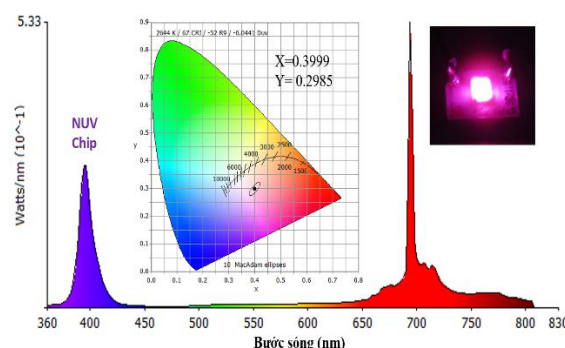 5.33
Watts/nm (10^-1)
NUV
Chip
2644 K / 67 CRI / -52 R9 / -0.0441 Duv
X=0.3999
Y= 0.2985
y
0.9
0.8
0.7
0.6
0.5
0.4
0.3
0.2
0.1
0.0
10000
6000
4000
3000
2500
2000
1500
10 MacAdam ellipses
0.0 0.1 0.2 0.3 0.4 0.5 0.6 0.7 0.8
x
360 400 450 500 550 600 650 700 750 800 830
Bước sóng (nm)